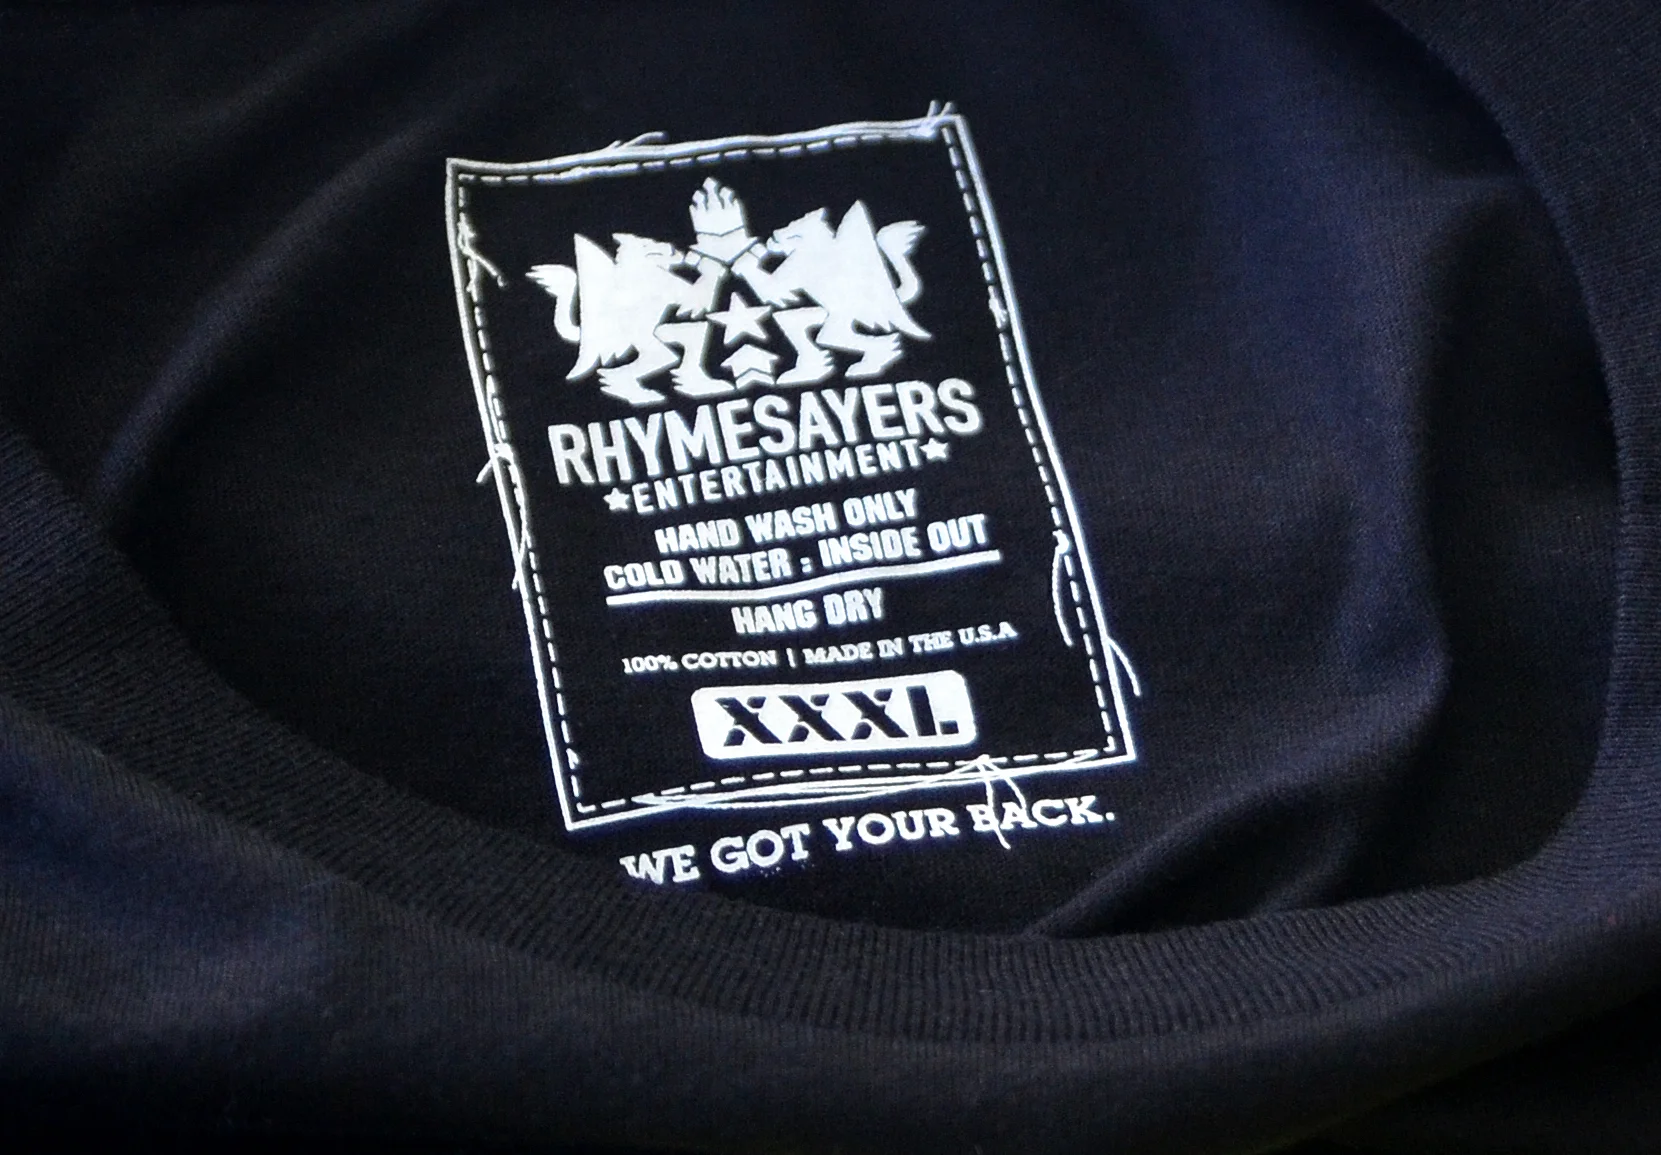 RHYMESAYERS
★ENTERTAINMENT★
HAND WASH ONLY
COLD WATER : INSIDE OUT
HANG DRY
100% COTTON | MADE IN THE U.S.A
XXXL
WE GOT YOUR BACK.